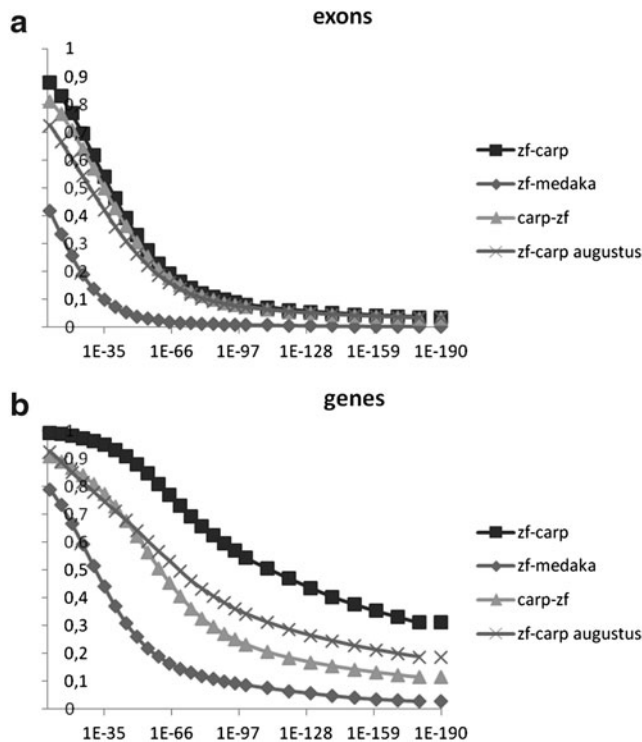 a
exons
1
0,9
0,8
0,7
0,6
0,5
0,4
0,3
0,2
0,1
0
1E-35 1E-66 1E-97 1E-128 1E-159 1E-190
zf-carp
zf-medaka
carp-zf
zf-carp augustus
b
genes
1
0,9
0,8
0,7
0,6
0,5
0,4
0,3
0,2
0,1
0
1E-35 1E-66 1E-97 1E-128 1E-159 1E-190
zf-carp
zf-medaka
carp-zf
zf-carp augustus